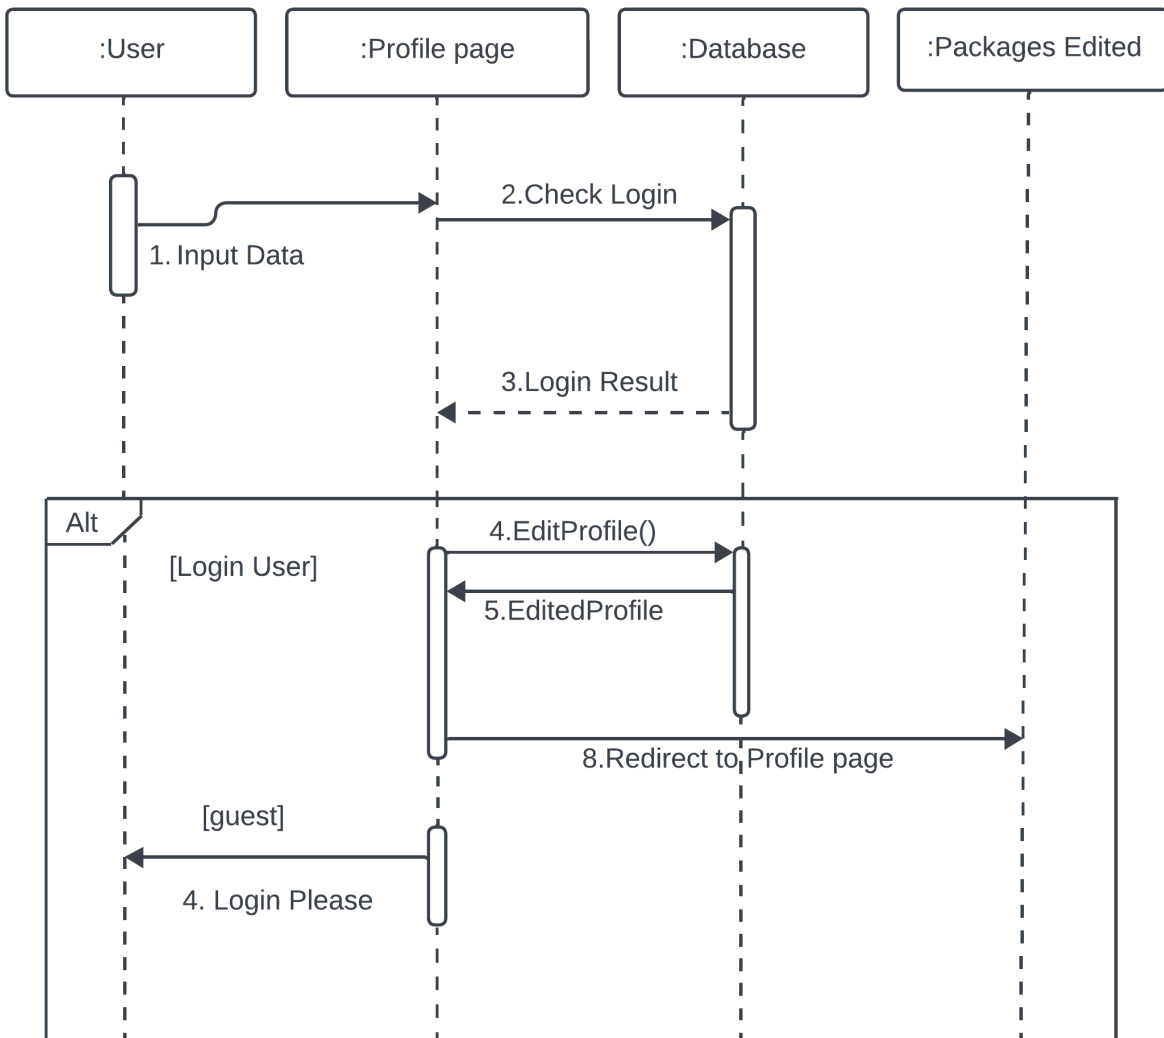 :User
:Profile page
:Database
:Packages Edited
2.Check Login
1. Input Data
3.Login Result
Alt
4.EditProfile()
[Login User]
5.EditedProfile
8.Redirect to Profile page
[guest]
4. Login Please